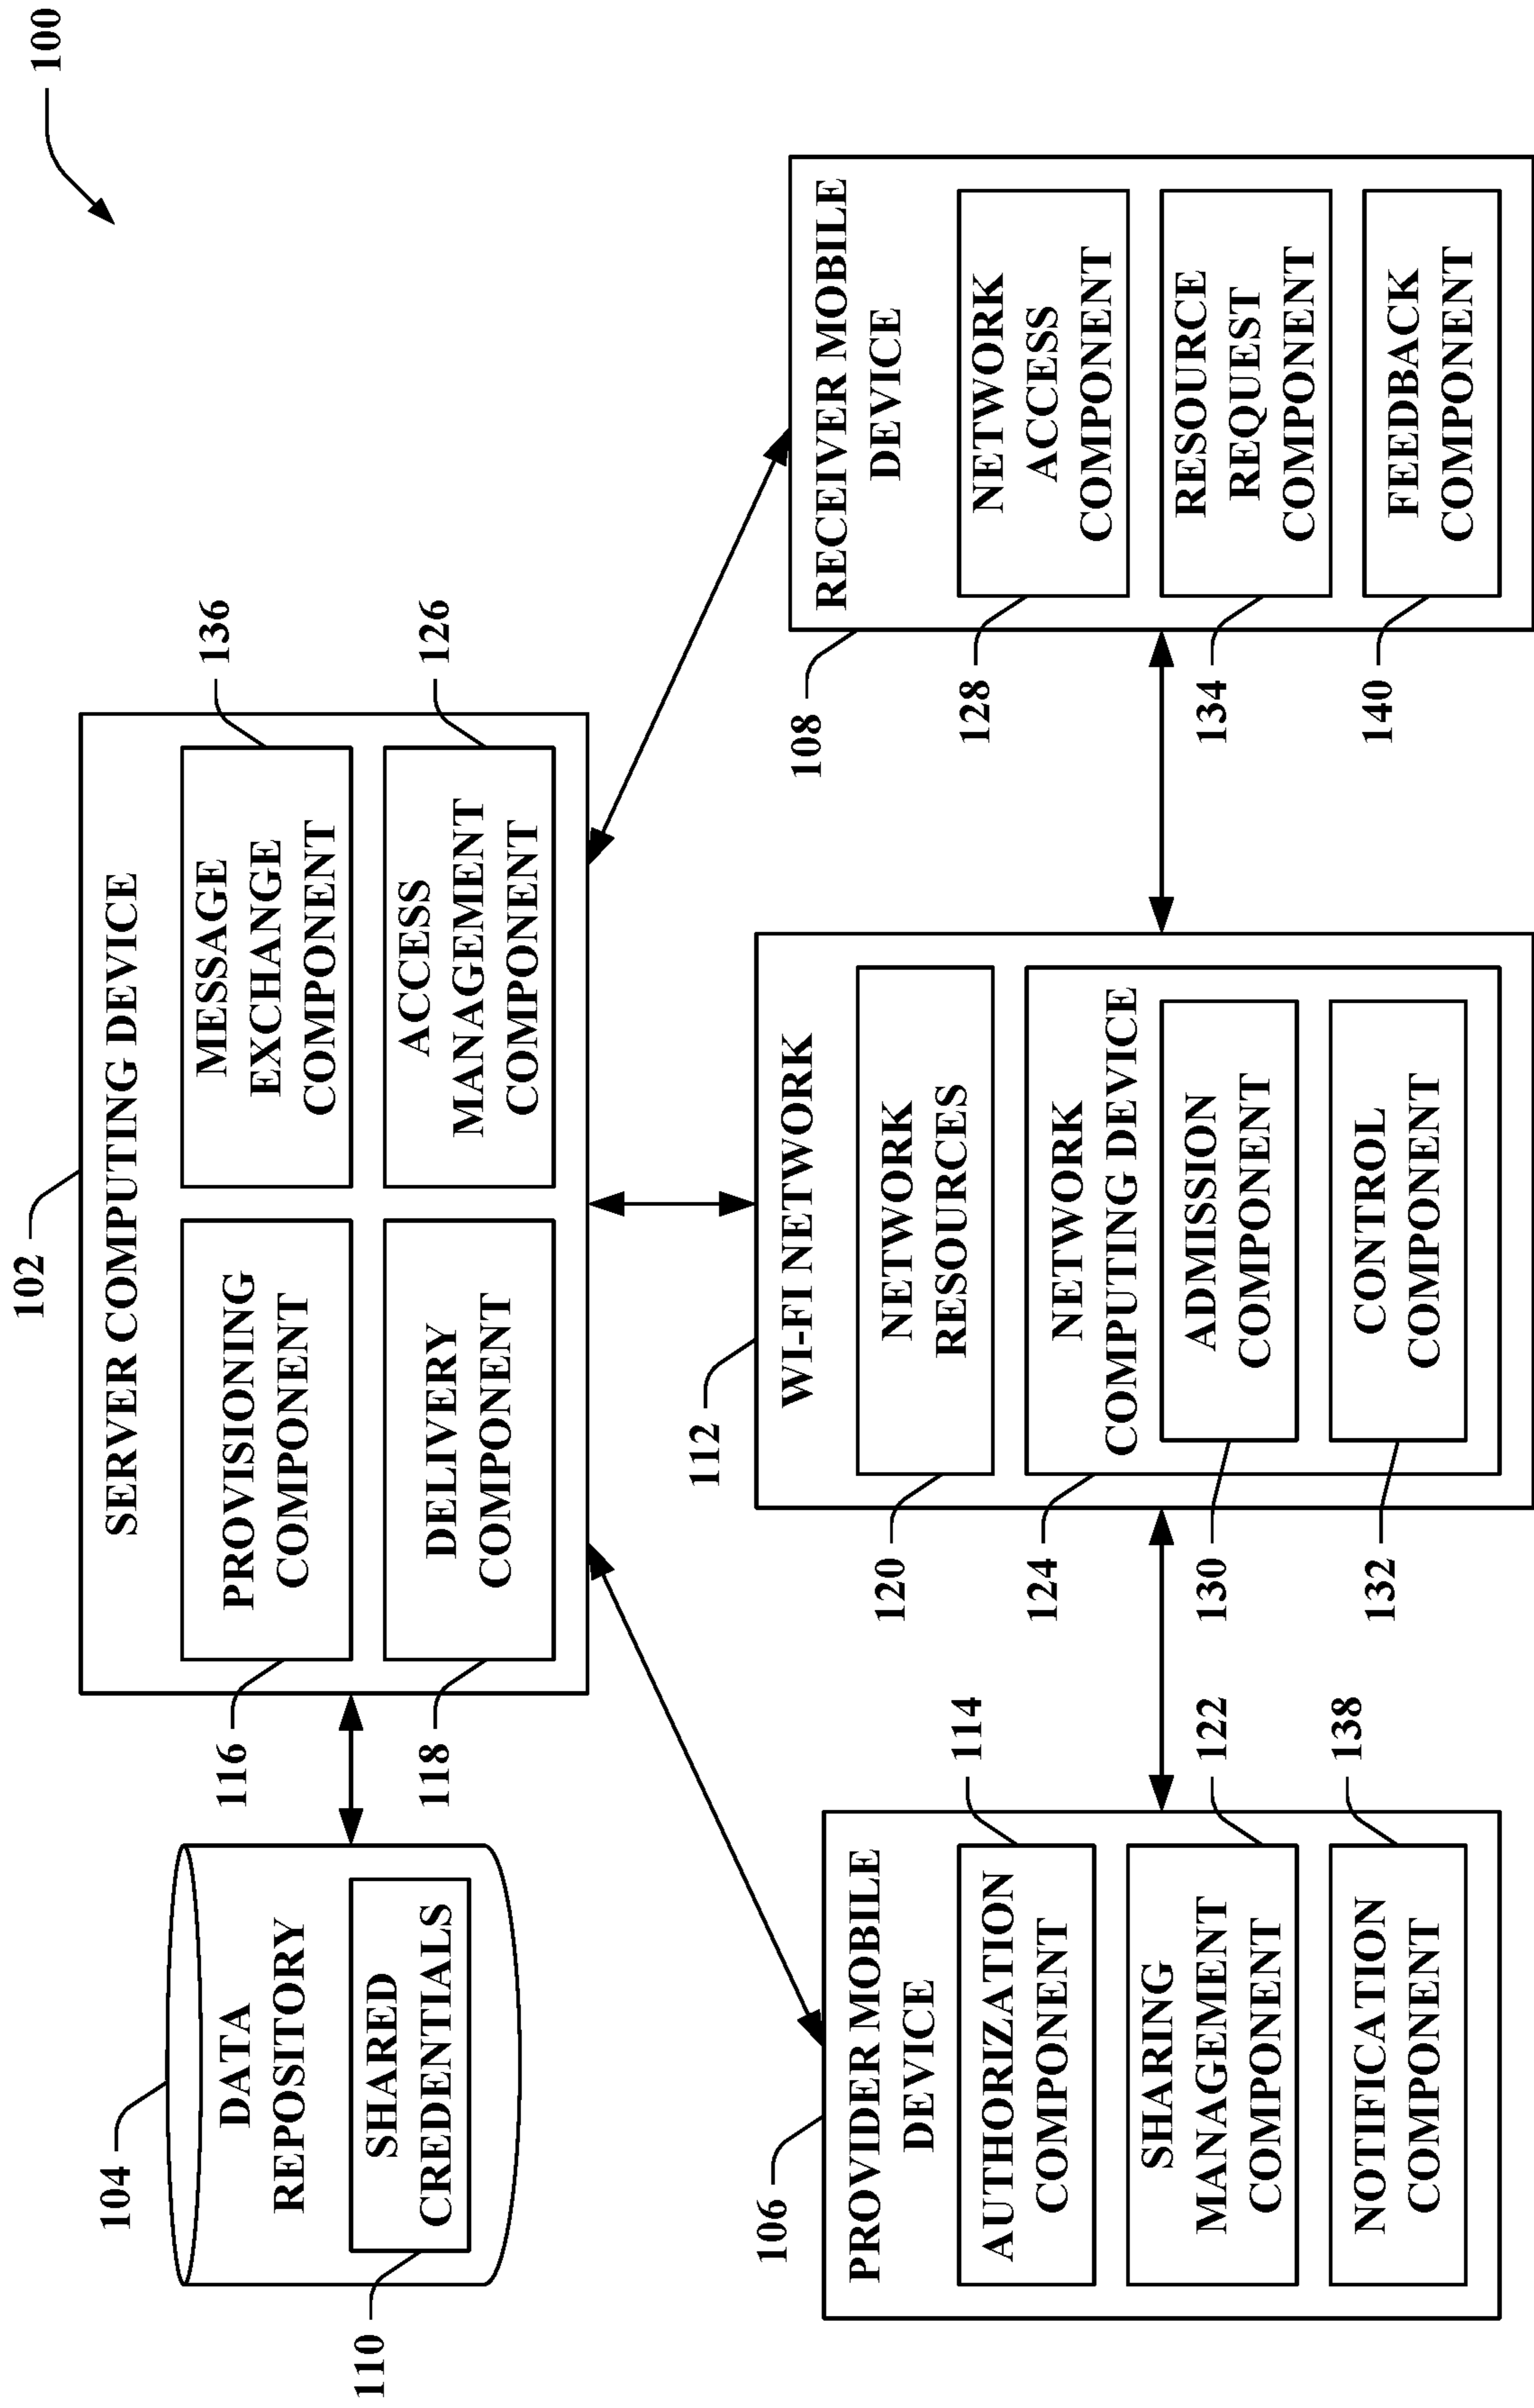 100
102
SERVER COMPUTING DEVICE
PROVISIONING
COMPONENT
116
DELIVERY
COMPONENT
118
MESSAGE
EXCHANGE
COMPONENT
136
ACCESS
MANAGEMENT
COMPONENT
126
104
DATA
REPOSITORY
SHARED
CREDENTIALS
110
106
PROVIDER MOBILE
DEVICE
AUTHORIZATION
COMPONENT
114
SHARING
MANAGEMENT
COMPONENT
122
NOTIFICATION
COMPONENT
138
112
WI-FI NETWORK
NETWORK
RESOURCES
120
NETWORK
COMPUTING DEVICE
124
ADMISSION
COMPONENT
130
CONTROL
COMPONENT
132
108
RECEIVER MOBILE
DEVICE
NETWORK
ACCESS
COMPONENT
128
RESOURCE
REQUEST
COMPONENT
134
FEEDBACK
COMPONENT
140